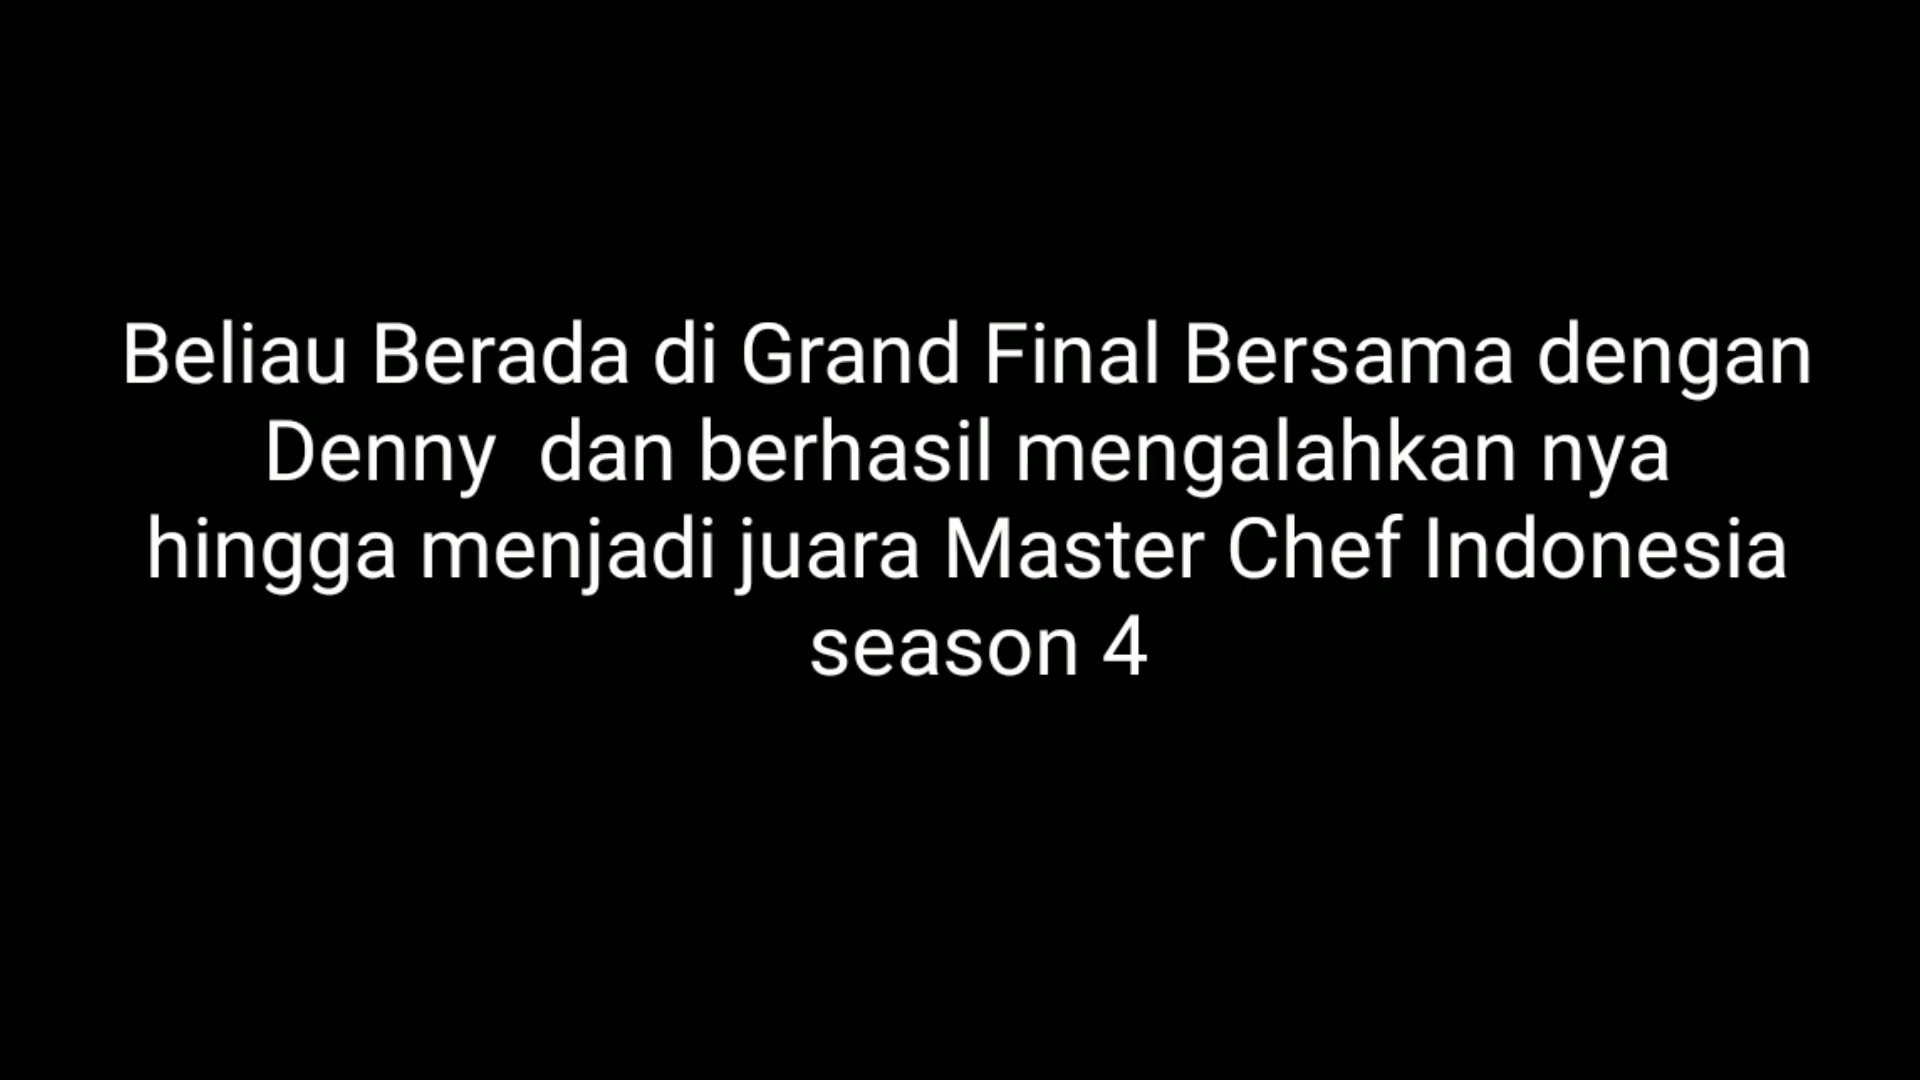 Beliau Berada di Grand Final Bersama dengan
Denny  dan berhasil mengalahkan nya
hingga menjadi juara Master Chef Indonesia
season 4